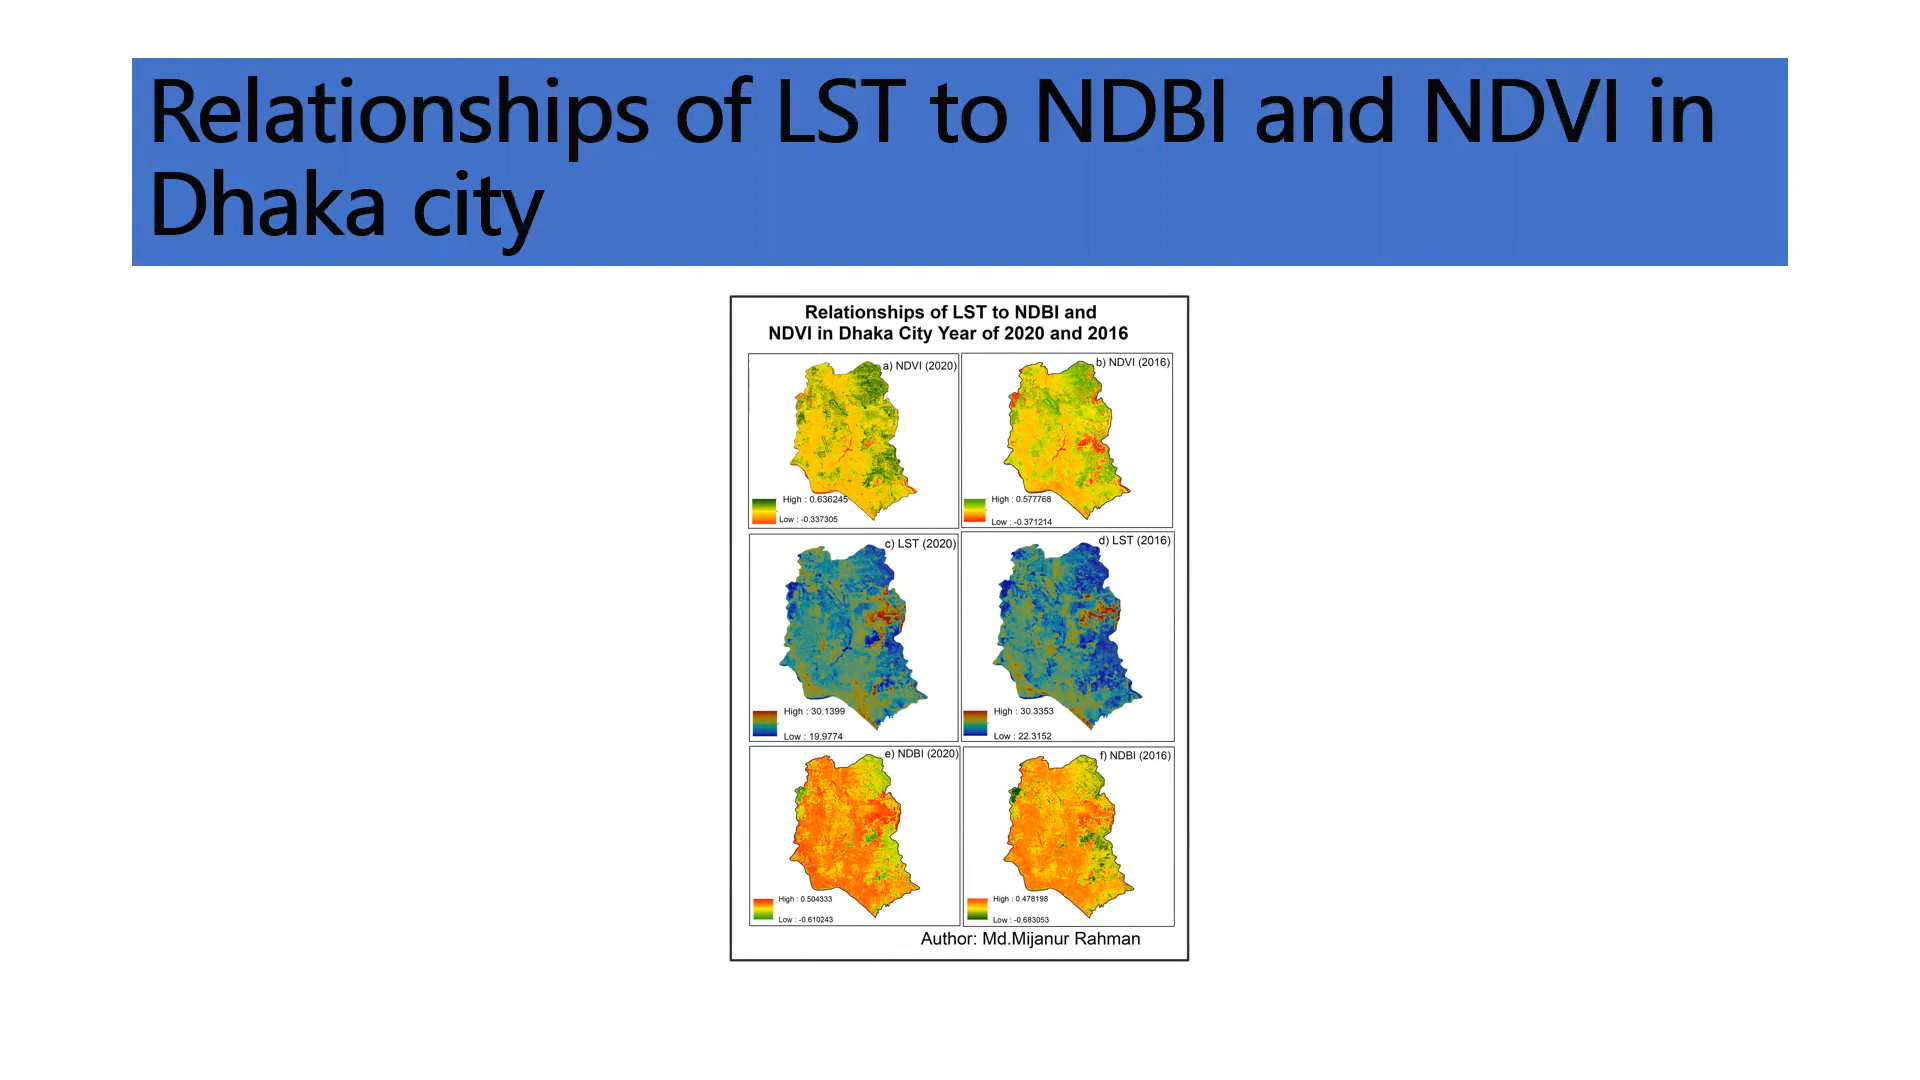 Relationships of LST to NDBI and NDVI in
Dhaka city
Relationships of LST to NDBI and
NDVI in Dhaka City Year of 2020 and 2016
a) NDVI (2020)
High : 0.636245
Low : -0.337305
b) NDVI (2016)
High : 0.577768
Low : -0.371214
c) LST (2020)
High : 30.1399
Low : 19.9774
d) LST (2016)
High : 30.3353
Low : 22.3152
e) NDBI (2020)
High : 0.504333
Low : -0.610243
f) NDBI (2016)
High : 0.478198
Low : -0.683053
Author: Md.Mijanur Rahman